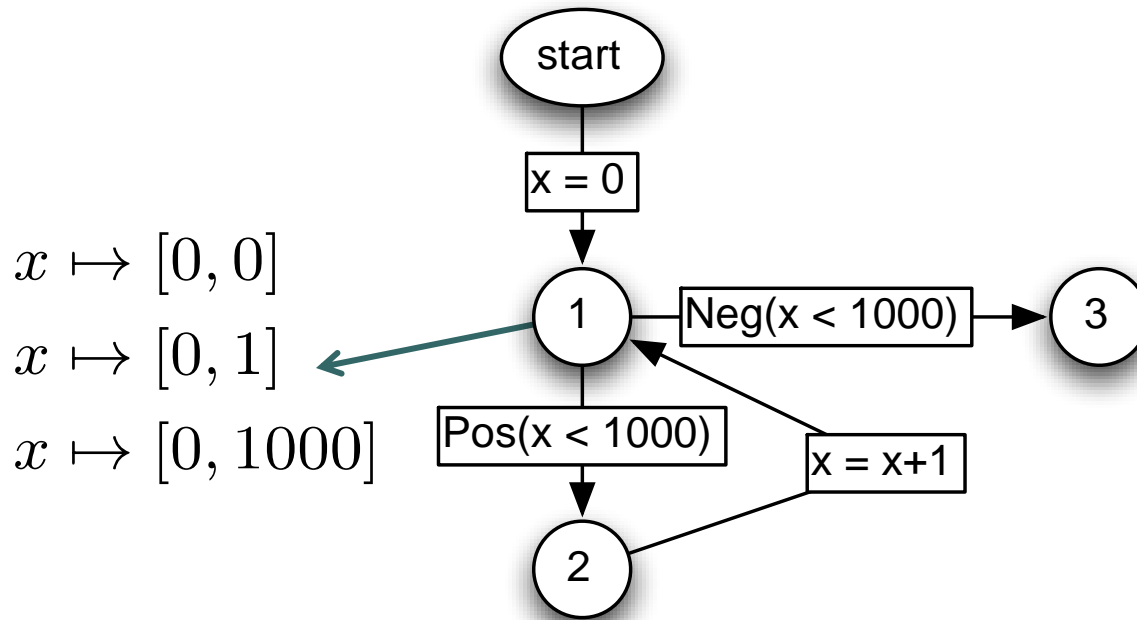 start
x = 0
x ↦ [0, 0]
x ↦ [0, 1]
x ↦ [0, 1000]
1
Neg(x < 1000)
3
Pos(x < 1000)
x = x+1
2